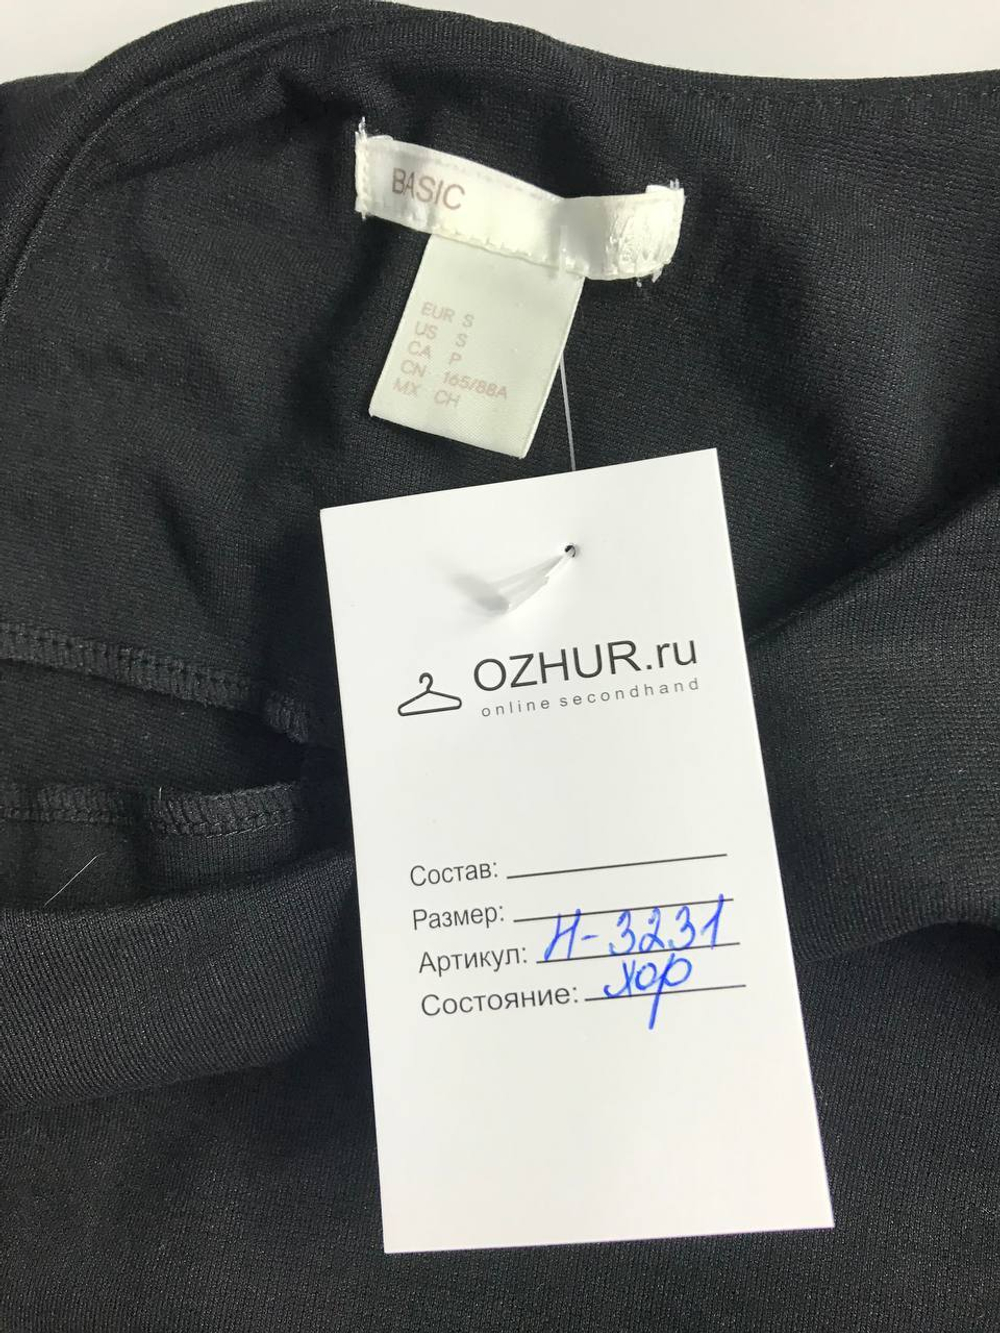 BASIC
EUR S
US S
CA P
CN 165/88A
MX CH
OZHUR.ru
online secondhand
Состав:
Размер:
Артикул: Н-3231
Состояние: хор